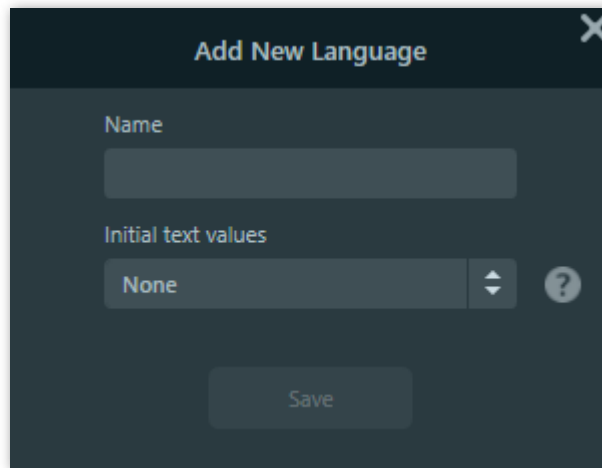 Add New Language
Name
Initial text values
None
?
Save